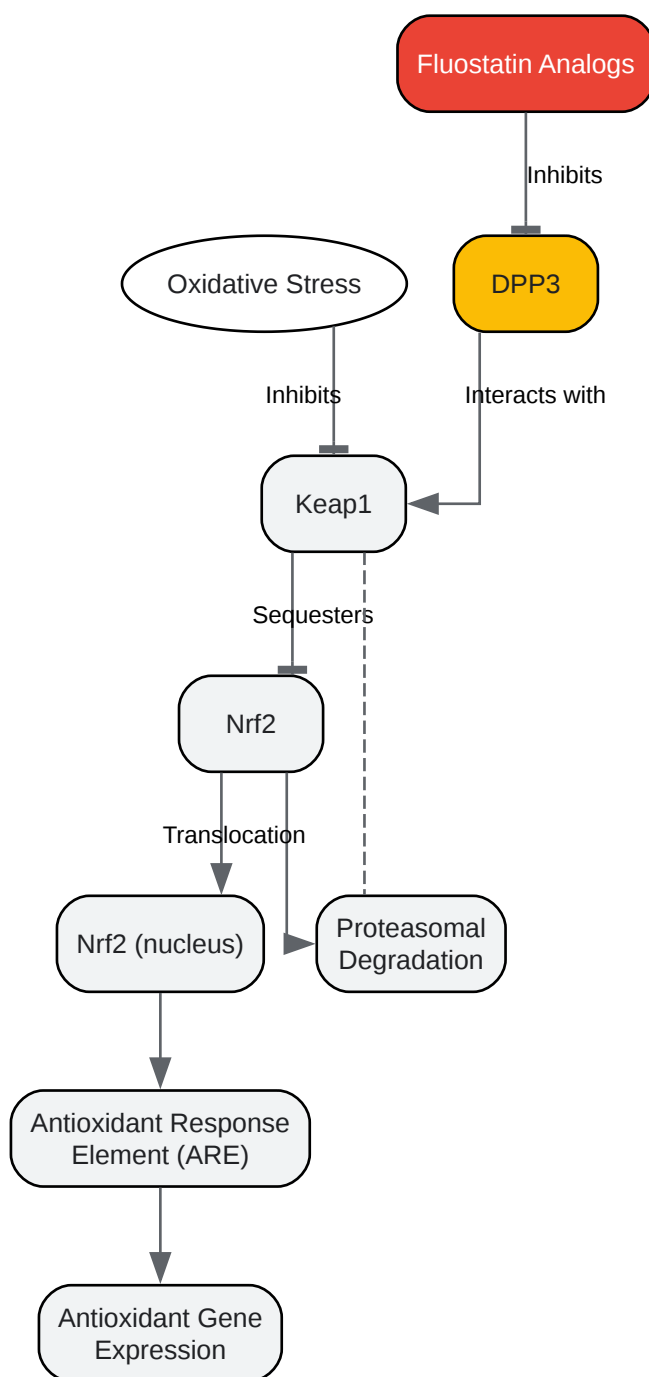 Fluostatin Analogs
Inhibits
Oxidative Stress
DPP3
Inhibits
Interacts with
Keap1
Sequesters
Nrf2
Translocation
Nrf2 (nucleus)
Proteasomal
Degradation
Antioxidant Response
Element (ARE)
Antioxidant Gene
Expression